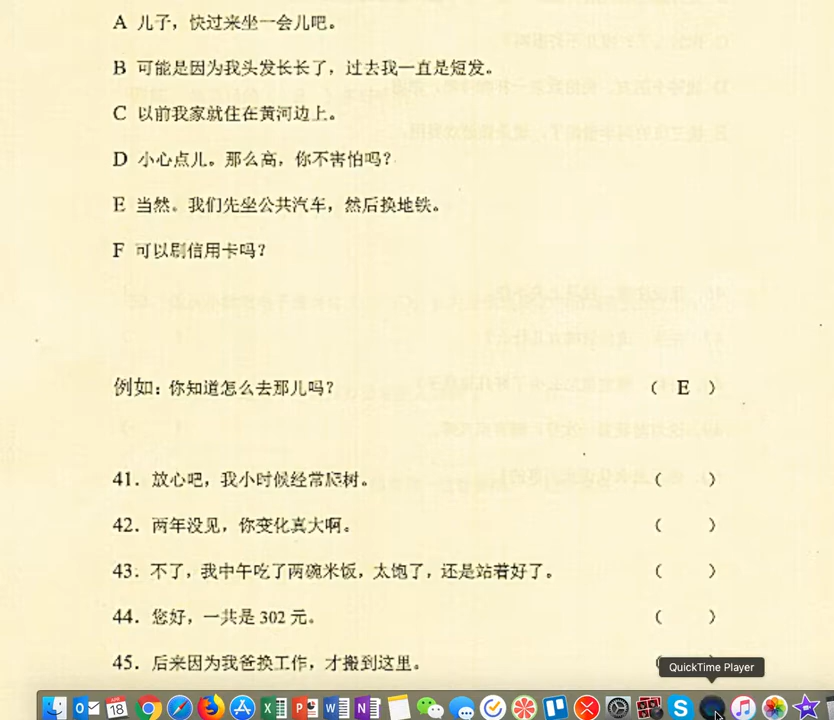 A 儿子，快过来坐一会儿吧。
B 可能是因为我头发长长了，过去我一直是短发。
C 以前我家就住在黄河边上。
D 小心点儿。那么高，你不害怕吗？
E 当然。我们先坐公共汽车，然后换地铁。
F 可以刷信用卡吗？
例如：你知道怎么去那儿吗？ （ E ）
41．放心吧，我小时候经常爬树。 （ ）
42．两年没见，你变化真大啊。 （ ）
43．不了，我中午吃了两碗米饭，太饱了，还是站着好了。 （ ）
44．您好，一共是 302 元。 （ ）
45．后来因为我爸换工作，才搬到这里。 （
QuickTime Player
18